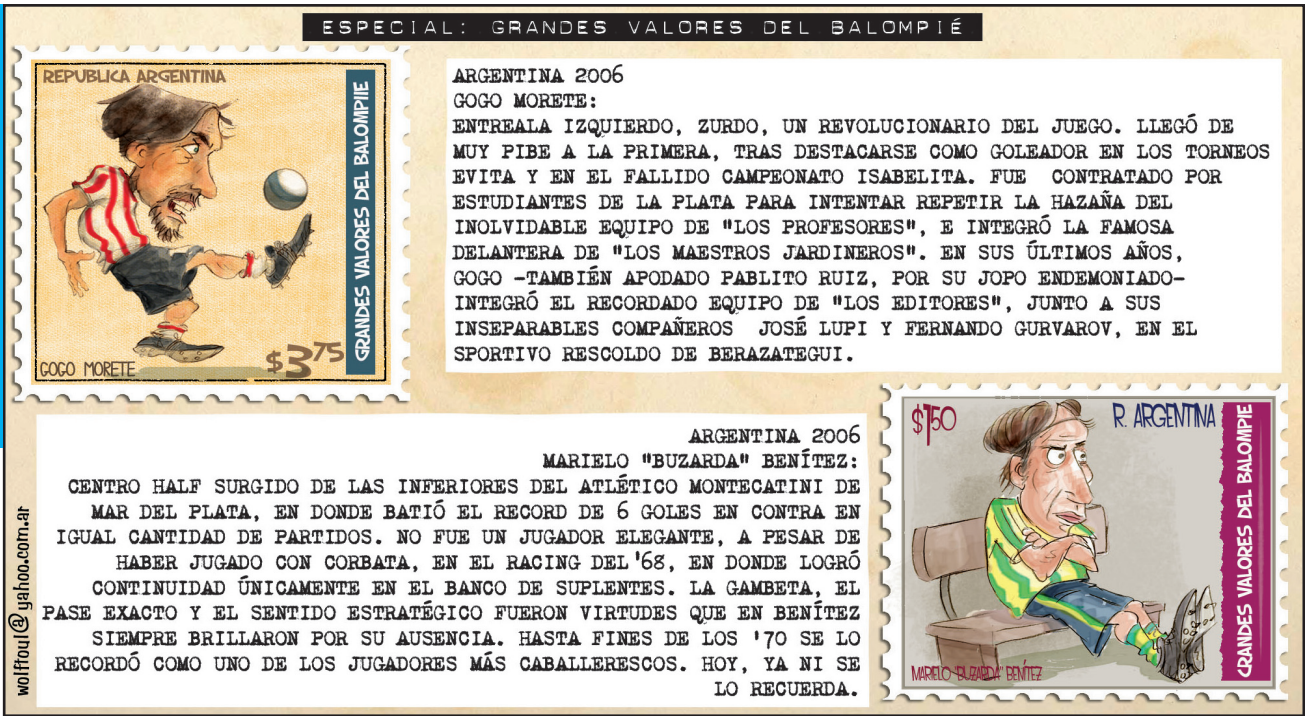 ESPECIAL: GRANDES VALORES DEL BALOMPIÉ
REPUBLICA ARGENTINA
GRANDES VALORES DEL BALOMPIIE
GOGO MORETE
$3.75
ARGENTINA 2006
GOGO MORETE:
ENTREALA IZQUIERDO, ZURDO, UN REVOLUCIONARIO DEL JUEGO. LLEGÓ DE
MUY PIBE A LA PRIMERA, TRAS DESTACARSE COMO GOLEADOR EN LOS TORNEOS
EVITA Y EN EL FALLIDO CAMPEONATO ISABELITA. FUE CONTRATADO POR
ESTUDIANTES DE LA PLATA PARA INTENTAR REPETIR LA HAZAÑA DEL
INOLVIDABLE EQUIPO DE "LOS PROFESORES", E INTEGRÓ LA FAMOSA
DELANTERA DE "LOS MAESTROS JARDINEROS". EN SUS ÚLTIMOS AÑOS,
GOGO -TAMBIÉN APODADO PABLITO RUIZ, POR SU JOPO ENDEMONIADO-
INTEGRÓ EL RECORDADO EQUIPO DE "LOS EDITORES", JUNTO A SUS
INSEPARABLES COMPAÑEROS JOSÉ LUPI Y FERNANDO GURVAROV, EN EL
SPORTIVO RESCOLDO DE BERAZATEGUI.
ARGENTINA 2006
MARIELO "BUZARDA" BENÍTEZ:
CENTRO HALF SURGIDO DE LAS INFERIORES DEL ATLÉTICO MONTECATINI DE
MAR DEL PLATA, EN DONDE BATIÓ EL RECORD DE 6 GOLES EN CONTRA EN
IGUAL CANTIDAD DE PARTIDOS. NO FUE UN JUGADOR ELEGANTE, A PESAR DE
HABER JUGADO CON CORBATA, EN EL RACING DEL '68, EN DONDE LOGRÓ
CONTINUIDAD ÚNICAMENTE EN EL BANCO DE SUPLENTES. LA GAMBETA, EL
PASE EXACTO Y EL SENTIDO ESTRATÉGICO FUERON VIRTUDES QUE EN BENÍTEZ
SIEMPRE BRILLARON POR SU AUSENCIA. HASTA FINES DE LOS '70 SE LO
RECORDÓ COMO UNO DE LOS JUGADORES MÁS CABALLERESCOS. HOY, YA NI SE
LO RECUERDA.
$1.50
R. ARGENTINA
GRANDES VALORES DEL BALOMPIE
MARIELO "BUZARDA" BENÍTEZ
wolffoul@yahoo.com.ar